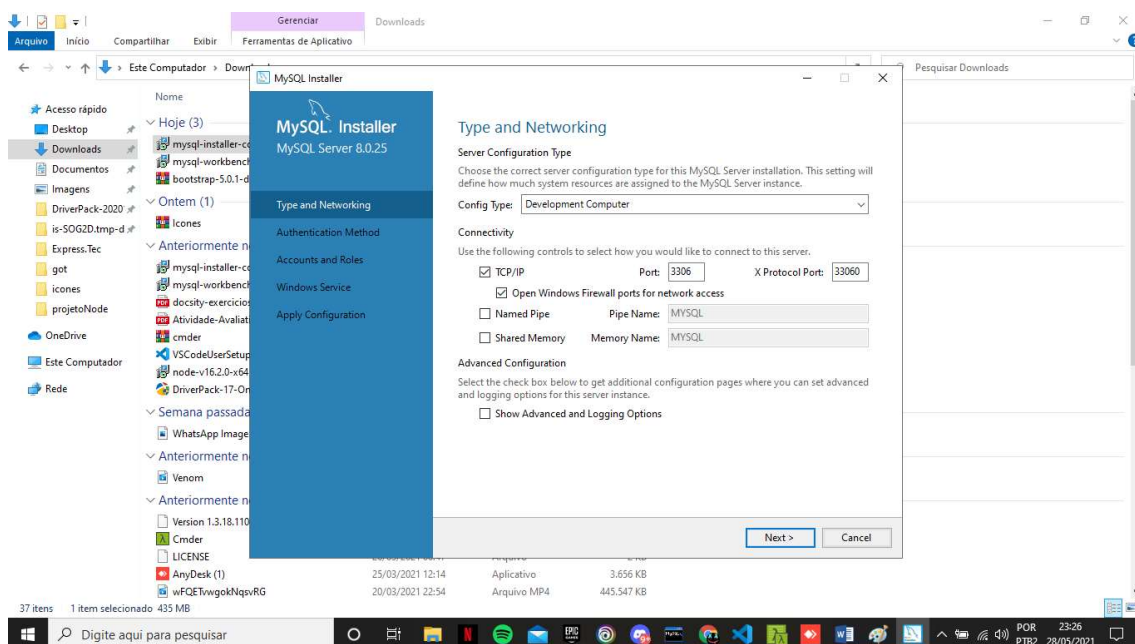 Gerenciar
Downloads
Arquivo
Início
Compartilhar
Exibir
Ferramentas de Aplicativo
Este Computador
Pesquisar Downloads
Acesso rápido
Desktop
Downloads
Documentos
Imagens
DriverPack-2020
is-SOG2D.tmp-d
Express.Tec
got
icones
projetoNode
OneDrive
Este Computador
Rede
Nome
Hoje (3)
mysql-installer-co
mysql-workbench
bootstrap-5.0.1-d
Ontem (1)
Icones
Anteriormente n
mysql-installer-co
mysql-workbench
docsity-exercicios
Atividade-Avaliati
cmder
VSCodeUserSetup
node-v16.2.0-x64
DriverPack-17-On
Semana passada
WhatsApp Image
Anteriormente n
Venom
Anteriormente n
Version 1.3.18.110
Cmder
LICENSE
AnyDesk (1) 25/03/2021 12:14 Aplicativo 3.656 KB
wFQETvwgokNqsvRG 20/03/2021 22:54 Arquivo MP4 445.547 KB
MySQL Installer
MySQL. Installer
MySQL Server 8.0.25
Type and Networking
Authentication Method
Accounts and Roles
Windows Service
Apply Configuration
Type and Networking
Server Configuration Type
Choose the correct server configuration type for this MySQL Server installation. This setting will
define how much system resources are assigned to the MySQL Server instance.
Config Type: Development Computer
Connectivity
Use the following controls to select how you would like to connect to this server.
TCP/IP Port: 3306 X Protocol Port: 33060
Open Windows Firewall ports for network access
Named Pipe Pipe Name: MYSQL
Shared Memory Memory Name: MYSQL
Advanced Configuration
Select the check box below to get additional configuration pages where you can set advanced
and logging options for this server instance.
Show Advanced and Logging Options
Next > Cancel
37 itens 1 item selecionado 435 MB
Digite aqui para pesquisar
POR 23:26
PTB2 28/05/2021